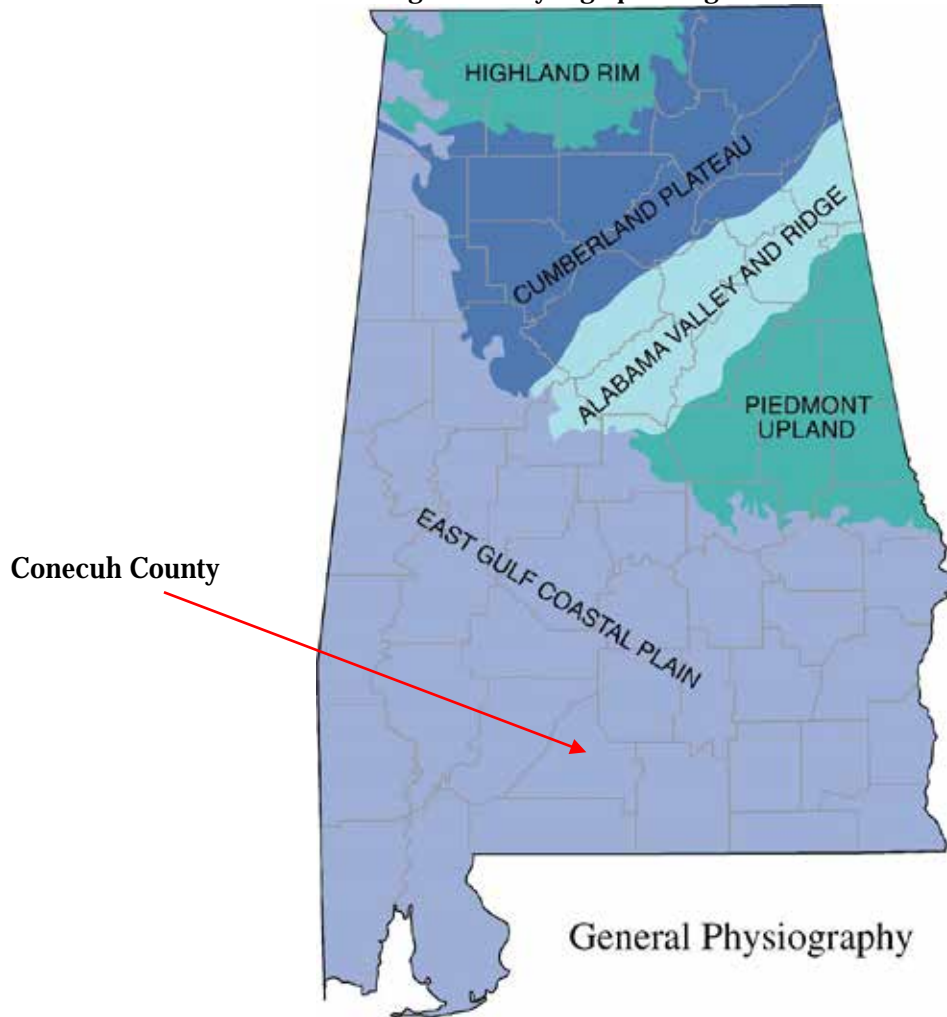 HIGHLAND RIM
CUMBERLAND PLATEAU
ALABAMA VALLEY AND RIDGE
PIEDMONT
UPLAND
EAST GULF COASTAL PLAIN
Conecuh County
General Physiography